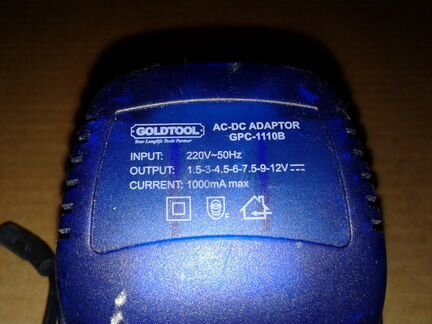 GOLDTOOL
Your Longlife Tools Partner
AC-DC ADAPTOR
GPC-1110B
INPUT: 220V~50Hz
OUTPUT: 1.5-3-4.5-6-7.5-9-12V⎓
CURRENT: 1000mA max
F